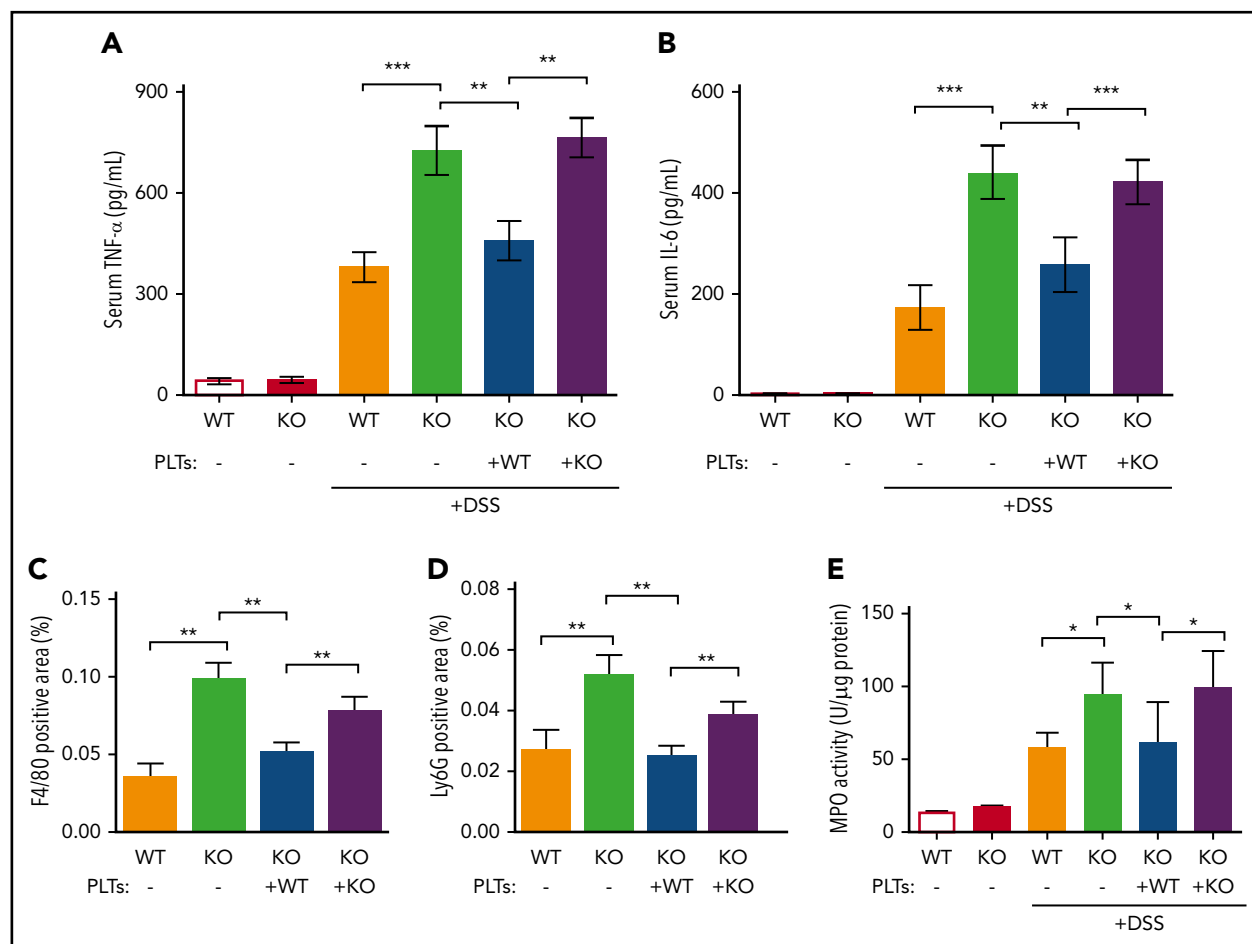 A
Serum TNF-α (pg/mL)
900
600
300
0
*** ** **
WT KO WT KO KO KO
PLTs: - - - - +WT +KO
+DSS
B
Serum IL-6 (pg/mL)
600
400
200
0
*** ** ***
WT KO WT KO KO KO
PLTs: - - - - +WT +KO
+DSS
C
F4/80 positive area (%)
0.15
0.10
0.05
0.00
** ** **
WT KO KO KO
PLTs: - - +WT +KO
D
Ly6G positive area (%)
0.08
0.06
0.04
0.02
0.00
** ** **
WT KO KO KO
PLTs: - - +WT +KO
E
MPO activity (U/μg protein)
150
100
50
0
* * *
WT KO WT KO KO KO
PLTs: - - - - +WT +KO
+DSS